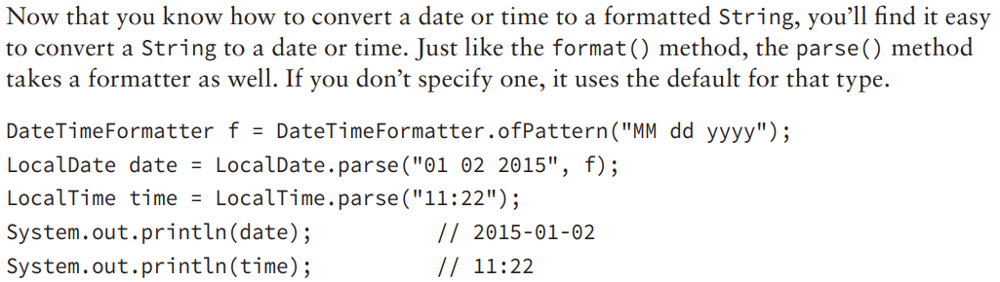 Now that you know how to convert a date or time to a formatted String, you’ll find it easy
to convert a String to a date or time. Just like the format() method, the parse() method
takes a formatter as well. If you don’t specify one, it uses the default for that type.
DateTimeFormatter f = DateTimeFormatter.ofPattern("MM dd yyyy");
LocalDate date = LocalDate.parse("01 02 2015", f);
LocalTime time = LocalTime.parse("11:22");
System.out.println(date); // 2015-01-02
System.out.println(time); // 11:22